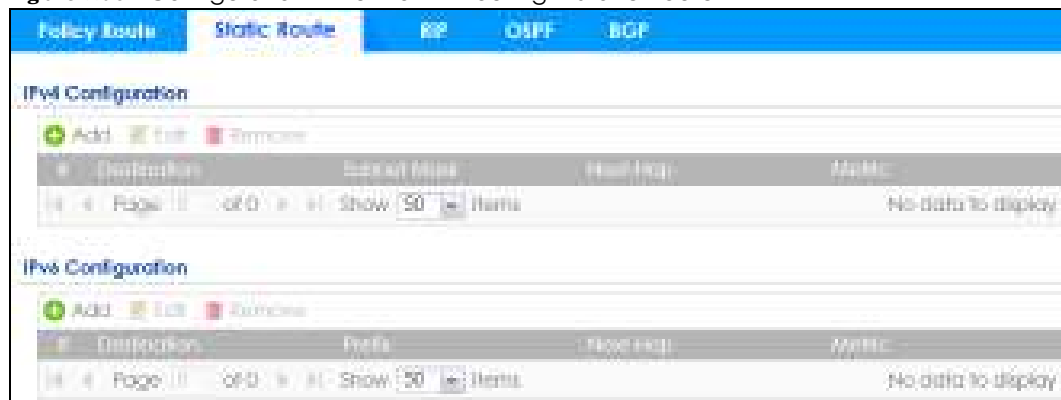 Policy Route Static Route RIP OSPF BGP
IPv4 Configuration
Add Edit Remove
# Destination Subnet Mask Next-Hop Metric
Page of 0 Show 50 items No data to display
IPv6 Configuration
Add Edit Remove
# Destination Prefix Next-Hop Metric
Page of 0 Show 50 items No data to display